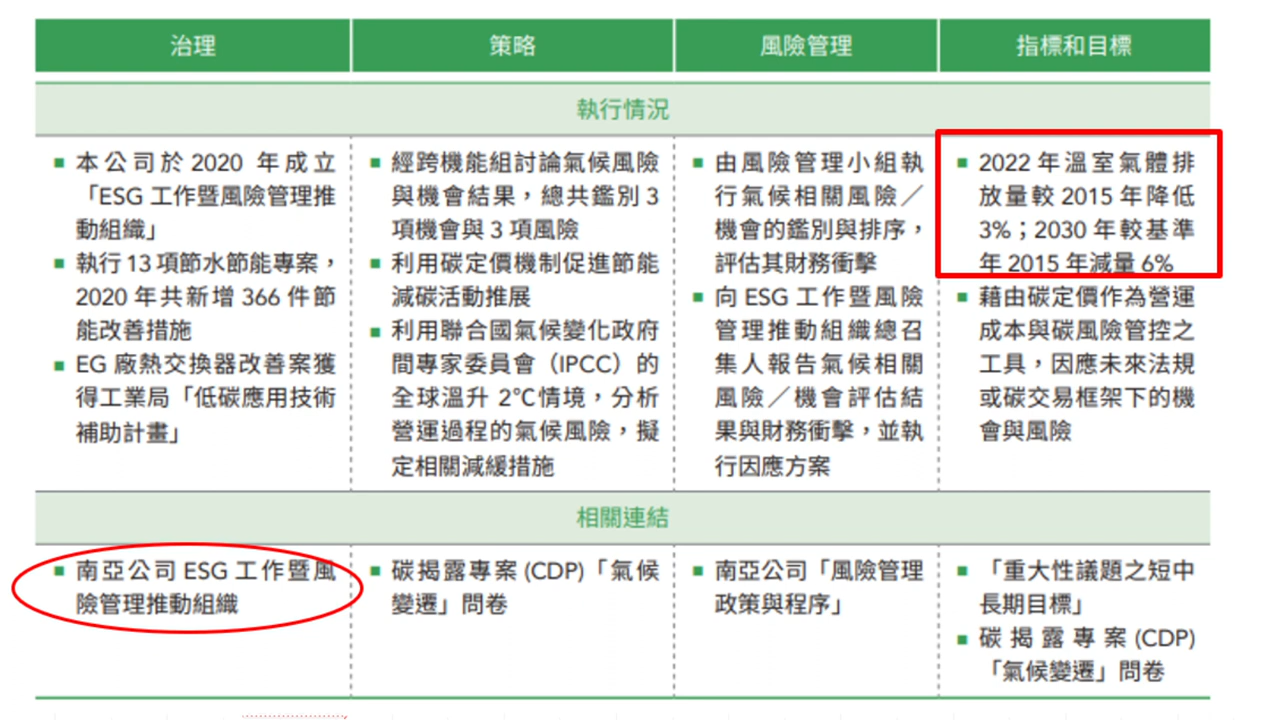 治理
策略
風險管理
指標和目標
執行情況
本公司於 2020 年成立
「ESG 工作暨風險管理推
動組織」
執行 13 項節水節能專案，
2020 年共新增 366 件節
能改善措施
EG 廠熱交換器改善案獲
得工業局「低碳應用技術
補助計畫」
經跨機能組討論氣候風險
與機會結果，總共鑑別 3
項機會與 3 項風險
利用碳定價機制促進節能
減碳活動推展
利用聯合國氣候變化政府
間專家委員會（IPCC）的
全球溫升 2℃情境，分析
營運過程的氣候風險，擬
定相關減緩措施
由風險管理小組執
行氣候相關風險／
機會的鑑別與排序，
評估其財務衝擊
向 ESG 工作暨風險
管理推動組織總召
集人報告氣候相關
風險／機會評估結
果與財務衝擊，並執
行因應方案
2022 年溫室氣體排
放量較 2015 年降低
3%；2030 年較基準
年 2015 年減量 6%
藉由碳定價作為營運
成本與碳風險管控之
工具，因應未來法規
或碳交易框架下的機
會與風險
相關連結
南亞公司 ESG 工作暨風
險管理推動組織
碳揭露專案 (CDP)「氣候
變遷」問卷
南亞公司「風險管理
政策與程序」
「重大性議題之短中
長期目標」
碳揭露專案 (CDP)
「氣候變遷」問卷